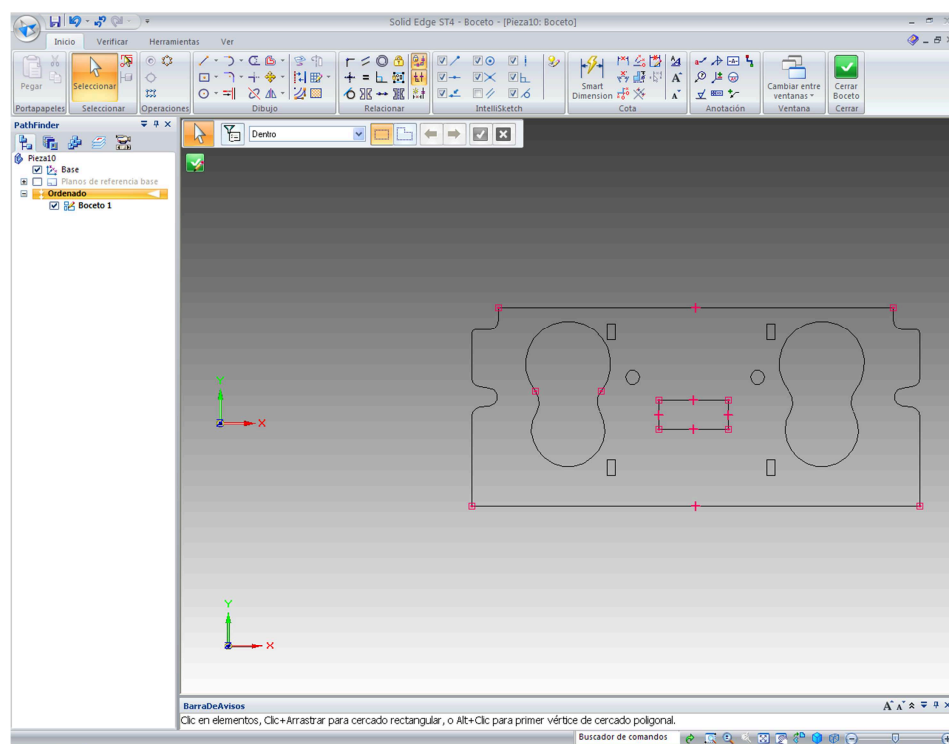 Solid Edge ST4 - Boceto - [Pieza10: Boceto]
Inicio Verificar Herramientas Ver
Pegar Seleccionar Smart Dimension Cambiar entre ventanas Cerrar Boceto
Portapapeles Seleccionar Operaciones Dibujo Relacionar IntelliSketch Cota Anotación Ventana Cerrar
PathFinder
Dentro
Pieza10
Base
Planos de referencia base
Ordenado
Boceto 1
Y
Z X
Y
Z X
BarraDeAvisos
Clic en elementos, Clic+Arrastrar para cercado rectangular, o Alt+Clic para primer vértice de cercado poligonal.
Buscador de comandos